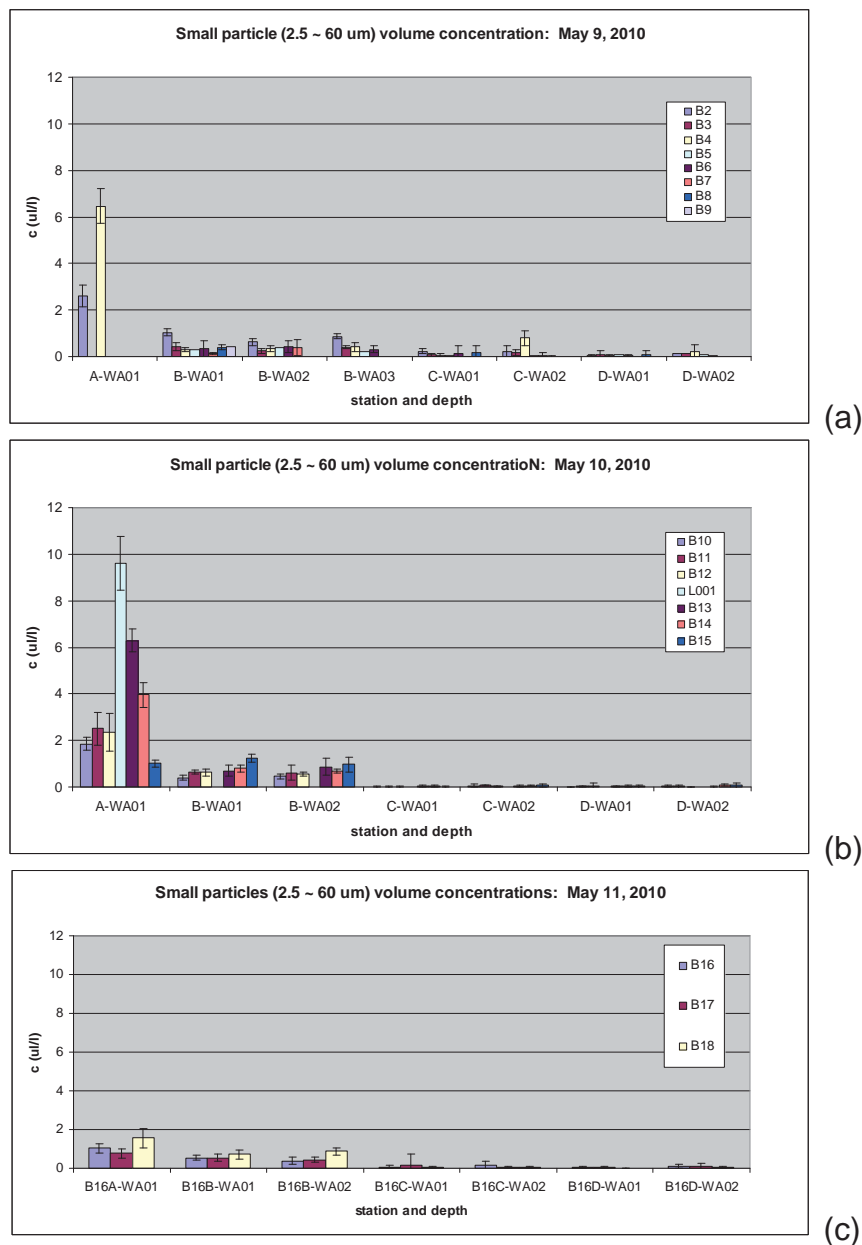 Small particle (2.5 ~ 60 um) volume concentration: May 9, 2010
c (ul/l)
12
10
8
6
4
2
0
B2
B3
B4
B5
B6
B7
B8
B9
A-WA01 B-WA01 B-WA02 B-WA03 C-WA01 C-WA02 D-WA01 D-WA02
station and depth
(a)
Small particle (2.5 ~ 60 um) volume concentratioN: May 10, 2010
c (ul/l)
12
10
8
6
4
2
0
B10
B11
B12
L001
B13
B14
B15
A-WA01 B-WA01 B-WA02 C-WA01 C-WA02 D-WA01 D-WA02
station and depth
(b)
Small particles (2.5 ~ 60 um) volume concentrations: May 11, 2010
c (ul/l)
12
10
8
6
4
2
0
B16
B17
B18
B16A-WA01 B16B-WA01 B16B-WA02 B16C-WA01 B16C-WA02 B16D-WA01 B16D-WA02
station and depth
(c)